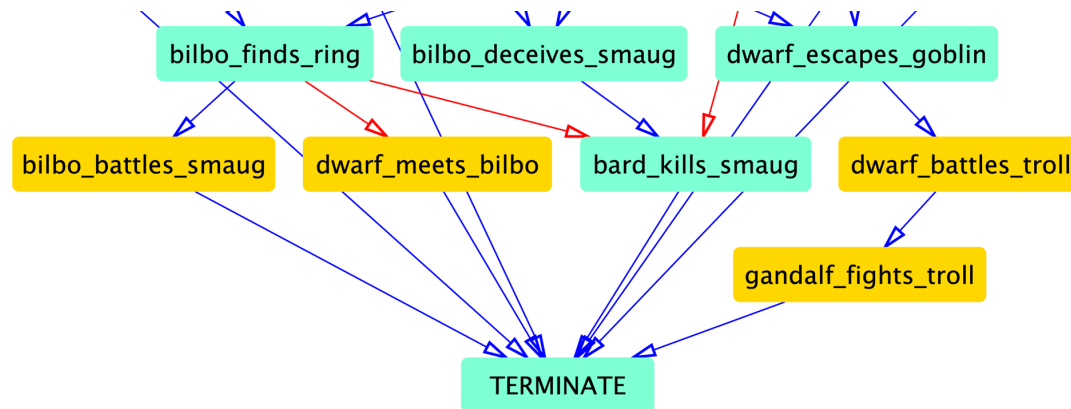 bilbo_finds_ring
bilbo_deceives_smaug
dwarf_escapes_goblin
bilbo_battles_smaug
dwarf_meets_bilbo
bard_kills_smaug
dwarf_battles_troll
gandalf_fights_troll
TERMINATE